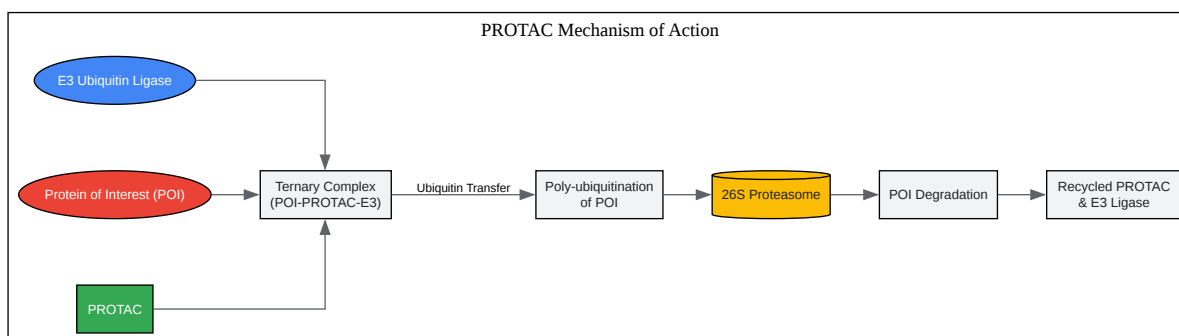 PROTAC Mechanism of Action
E3 Ubiquitin Ligase
Protein of Interest (POI)
PROTAC
Ternary Complex
(POI-PROTAC-E3)
Ubiquitin Transfer
Poly-ubiquitination
of POI
26S Proteasome
POI Degradation
Recycled PROTAC
& E3 Ligase